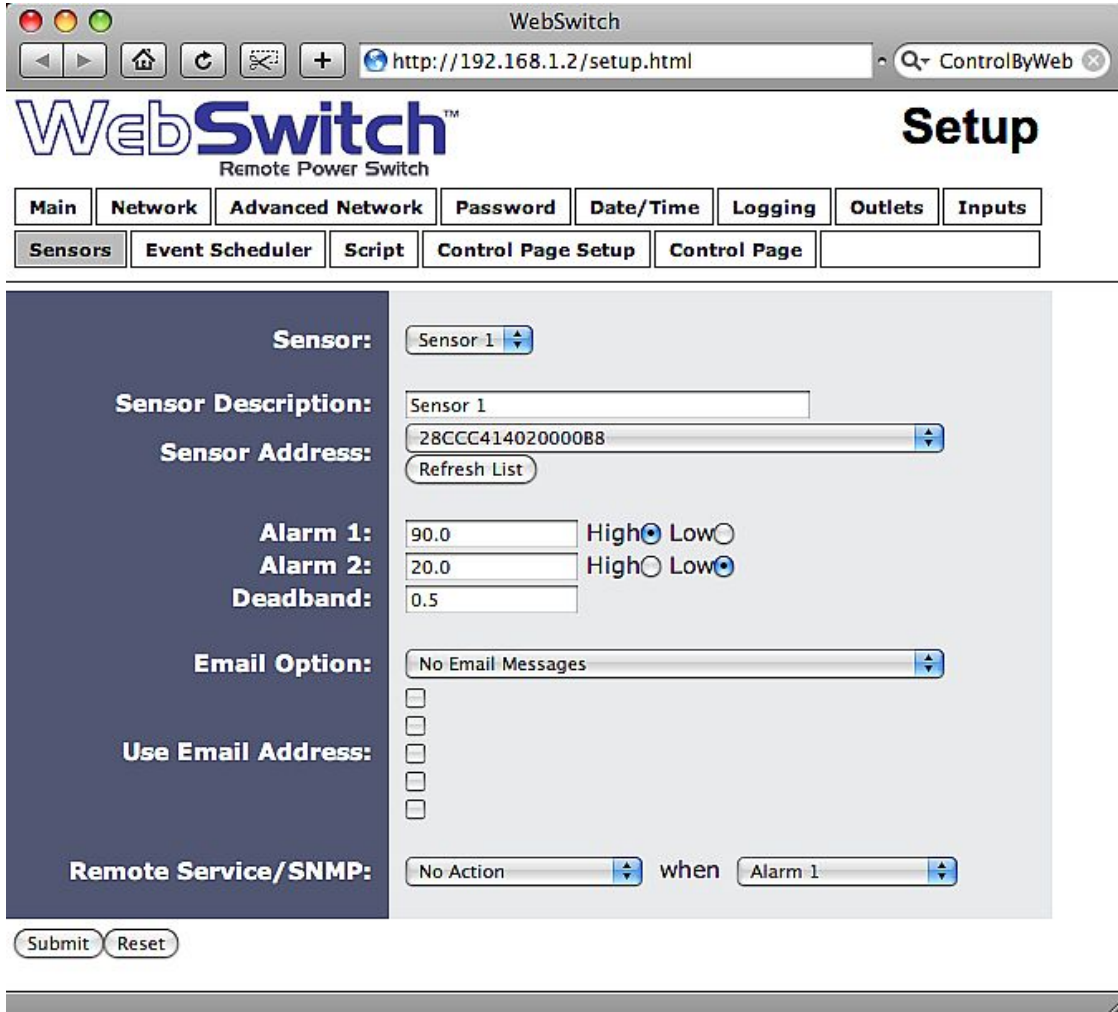 WebSwitch
http://192.168.1.2/setup.html
ControlByWeb
WebSwitch™
Remote Power Switch
Setup
Main Network Advanced Network Password Date/Time Logging Outlets Inputs
Sensors Event Scheduler Script Control Page Setup Control Page
Sensor: Sensor 1
Sensor Description: Sensor 1
Sensor Address: 28CCC414020000B8
Refresh List
Alarm 1: 90.0 High Low
Alarm 2: 20.0 High Low
Deadband: 0.5
Email Option: No Email Messages
Use Email Address:
Remote Service/SNMP: No Action when Alarm 1
Submit Reset